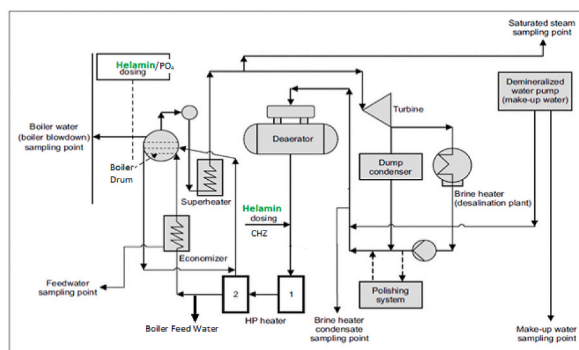 Saturated steam
sampling point
Helamin/PO₄
dosing
Demineralized
water pump
(make-up water)
Turbine
Boiler water
(boiler blowdown)
sampling point
Deaerator
Boiler
Drum
Dump
condenser
Superheater
Brine heater
(desalination plant)
Helamin
dosing
CHZ
Economizer
Feedwater
sampling point
Polishing
system
2
1
HP heater
Boiler Feed Water
Brine heater
condensate
sampling point
Make-up water
sampling point